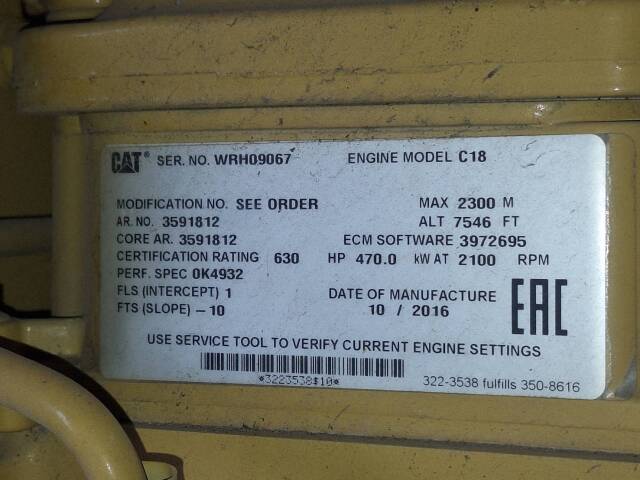 CAT® SER. NO. WRH09067 ENGINE MODEL C18
MODIFICATION NO. SEE ORDER MAX 2300 M
AR. NO. 3591812 ALT 7546 FT
CORE AR. 3591812 ECM SOFTWARE 3972695
CERTIFICATION RATING 630 HP 470.0 kW AT 2100 RPM
PERF. SPEC 0K4932
FLS (INTERCEPT) 1 DATE OF MANUFACTURE
FTS (SLOPE) -10 10 / 2016 EAC
USE SERVICE TOOL TO VERIFY CURRENT ENGINE SETTINGS
*3223538$10* 322-3538 fulfills 350-8616